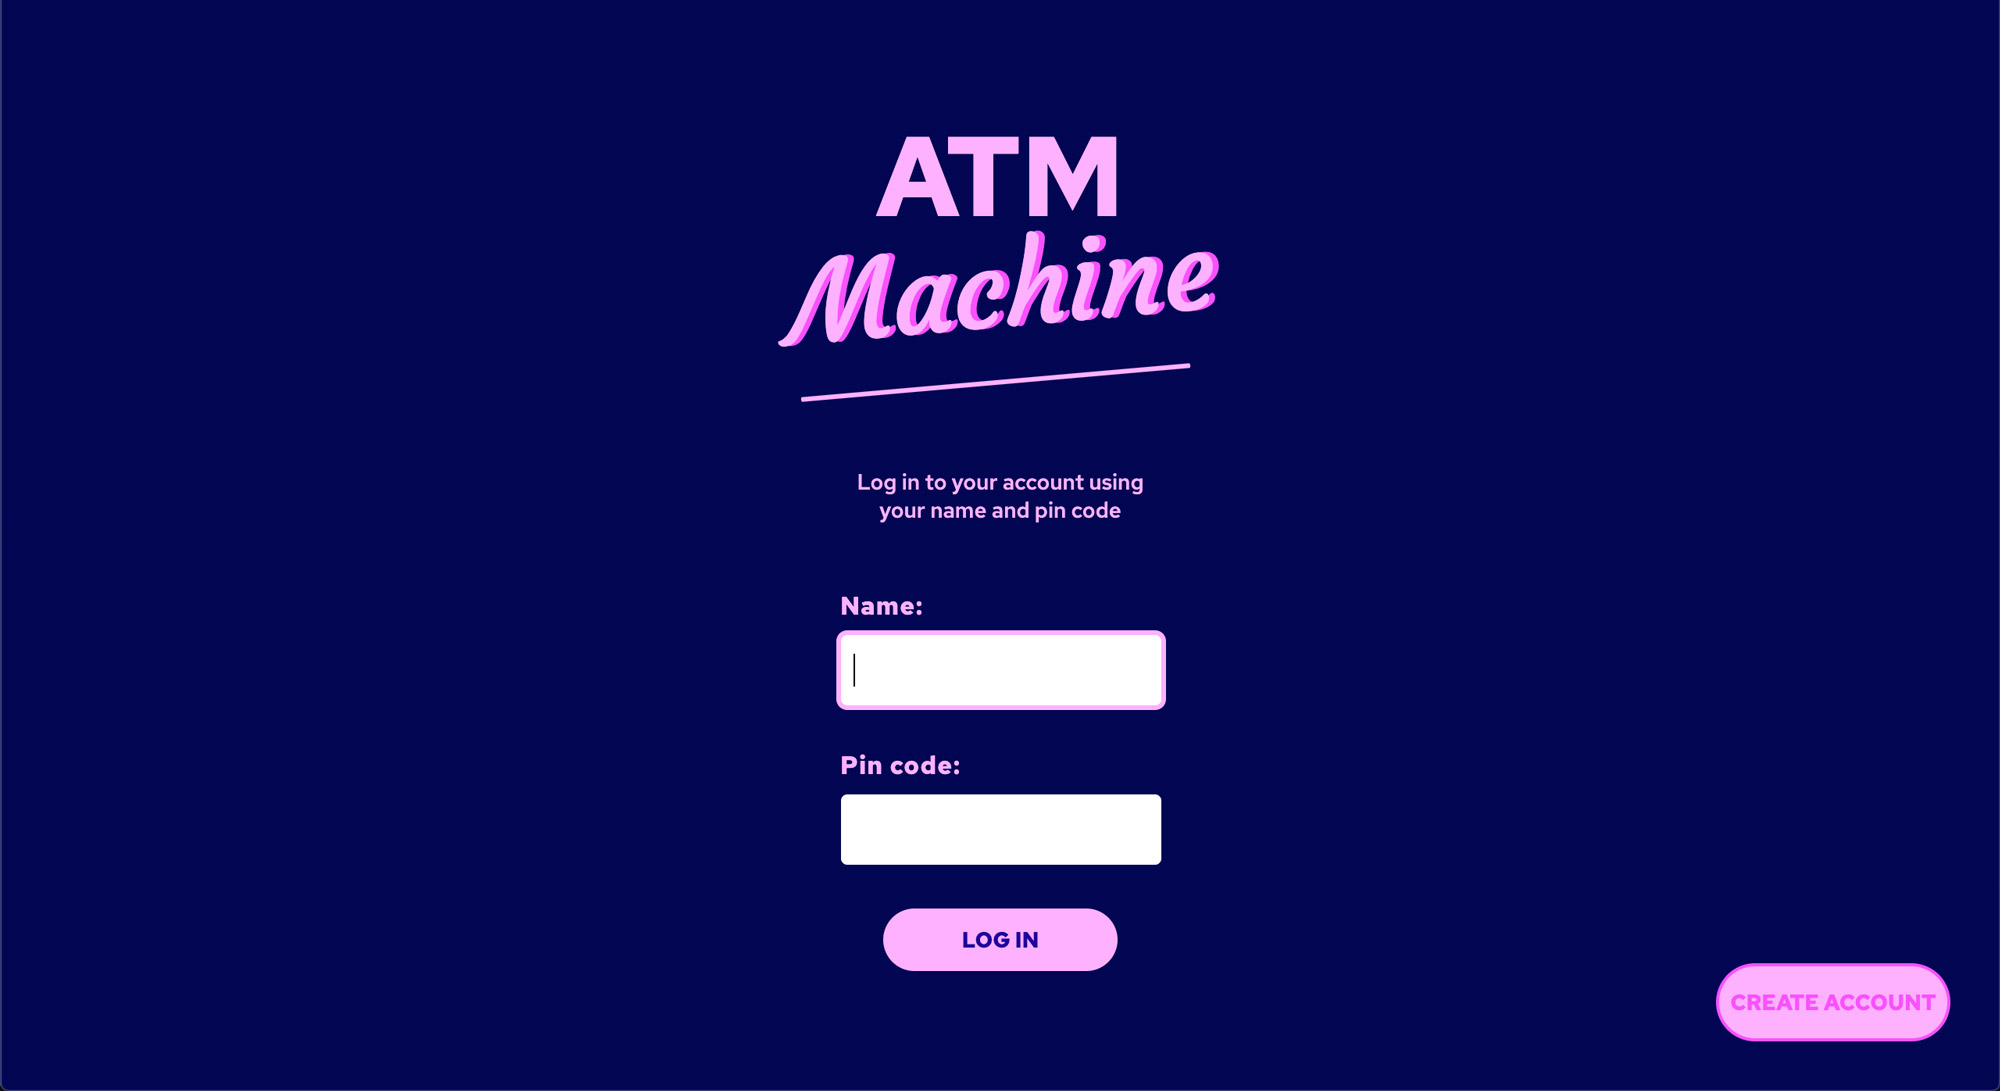 ATM
Machine
Log in to your account using
your name and pin code
Name:
Pin code:
LOG IN
CREATE ACCOUNT